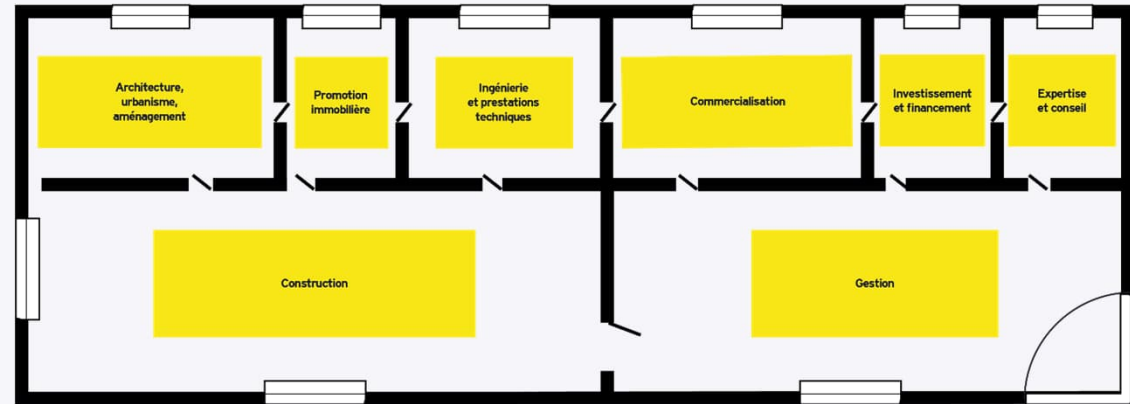 Architecture,
urbanisme,
aménagement
Promotion
immobilière
Ingénierie
et prestations
techniques
Commercialisation
Investissement
et financement
Expertise
et conseil
Construction
Gestion